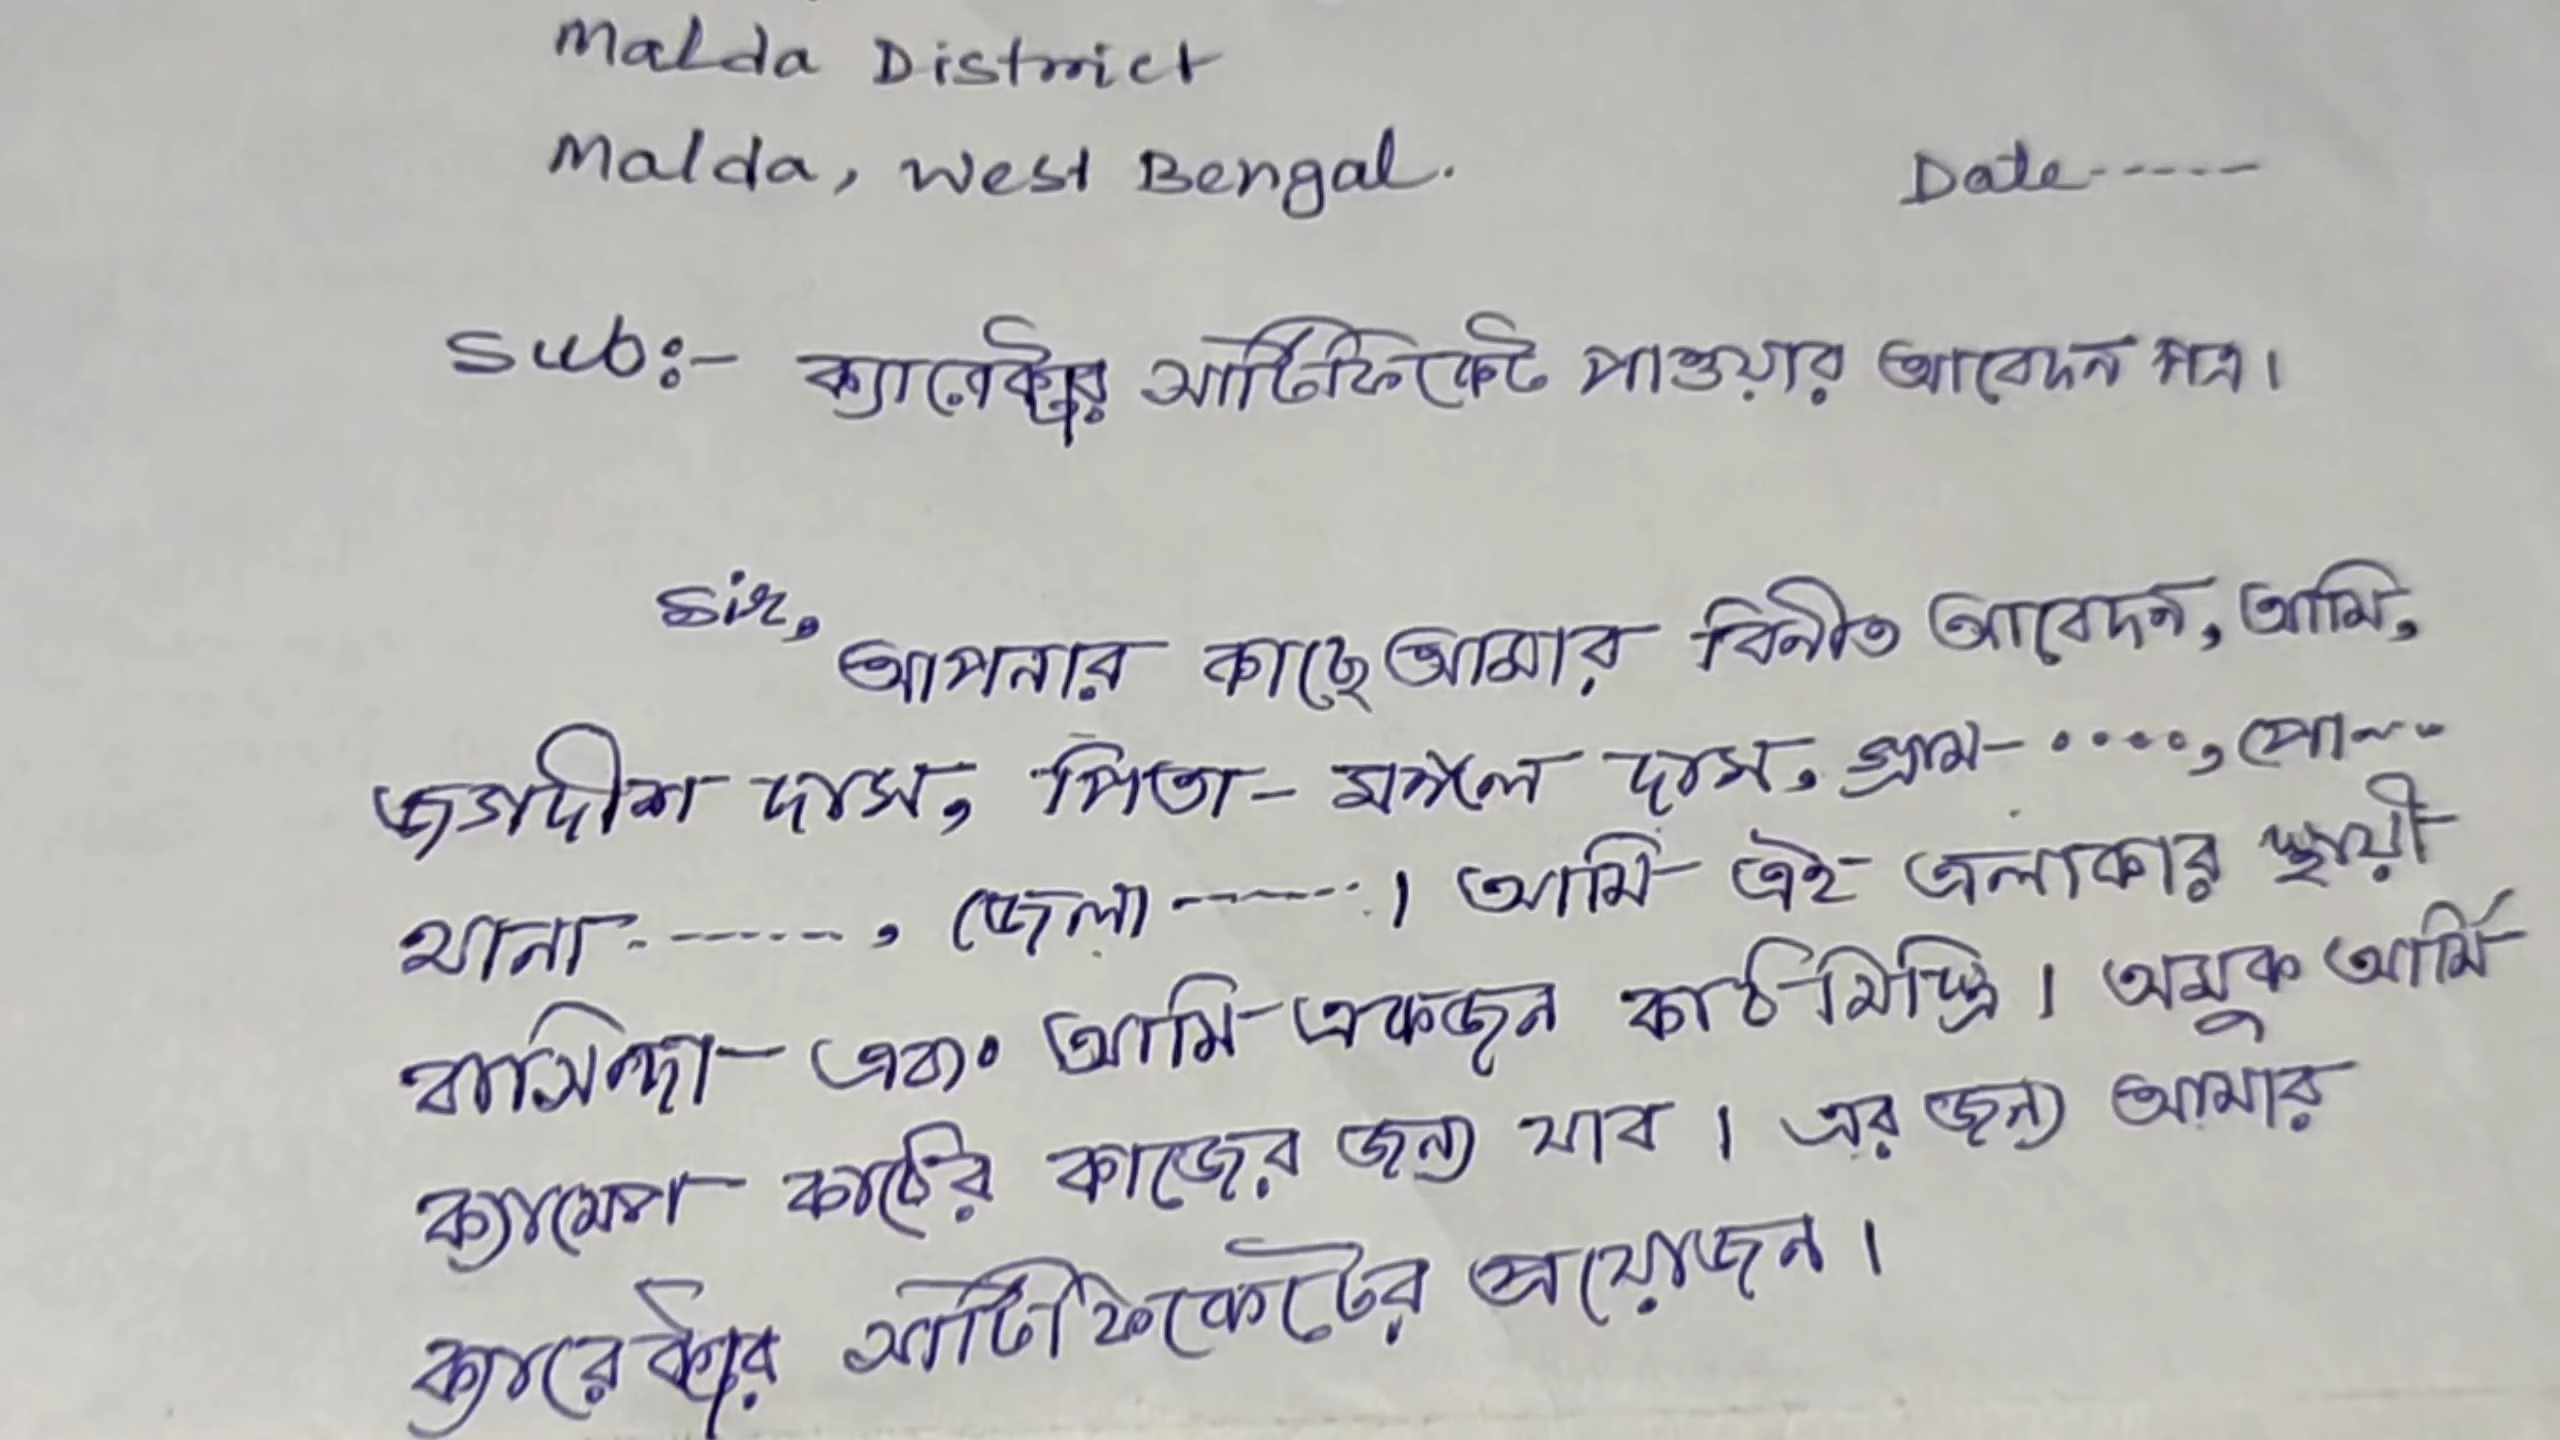 Malda District
Malda, West Bengal.
Date-----
Sub:- ক্যারেক্টার সার্টিফিকেট পাওয়ার আবেদন পত্র।
Sir,
আপনার কাছে আমার বিনীত আবেদন, আমি,
জগদীশ দাস, পিতা- মঙ্গল দাস, গ্রাম-....., পো----
থানা-------, জেলা------। আমি এই এলাকার স্থায়ী
বাসিন্দা এবং আমি একজন কাঠমিস্ত্রি। অমুক আর্মি
ক্যাম্পে কাঠের কাজের জন্য যাব। এর জন্য আমার
ক্যারেক্টার সার্টিফিকেটের প্রয়োজন।